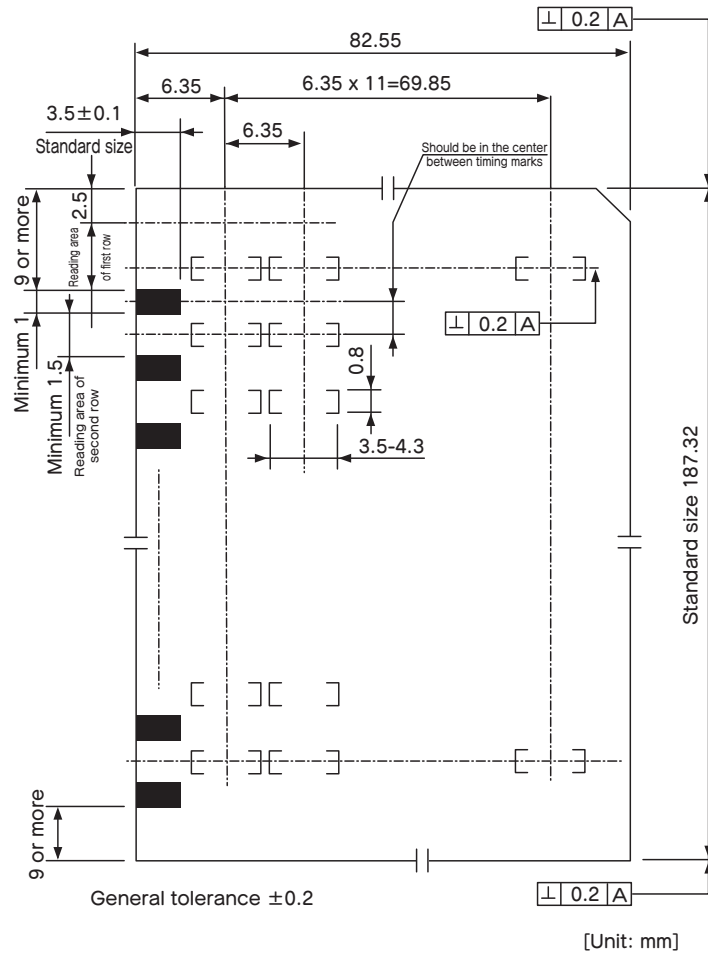 ⊥ 0.2 A
82.55
6.35
6.35 x 11=69.85
3.5±0.1
Standard size
6.35
Should be in the center
between timing marks
9 or more
2.5
Reading area
of first row
⊥ 0.2 A
Minimum 1
Minimum 1.5
Reading area of
second row
0.8
3.5-4.3
Standard size 187.32
9 or more
General tolerance ±0.2
⊥ 0.2 A
[Unit: mm]